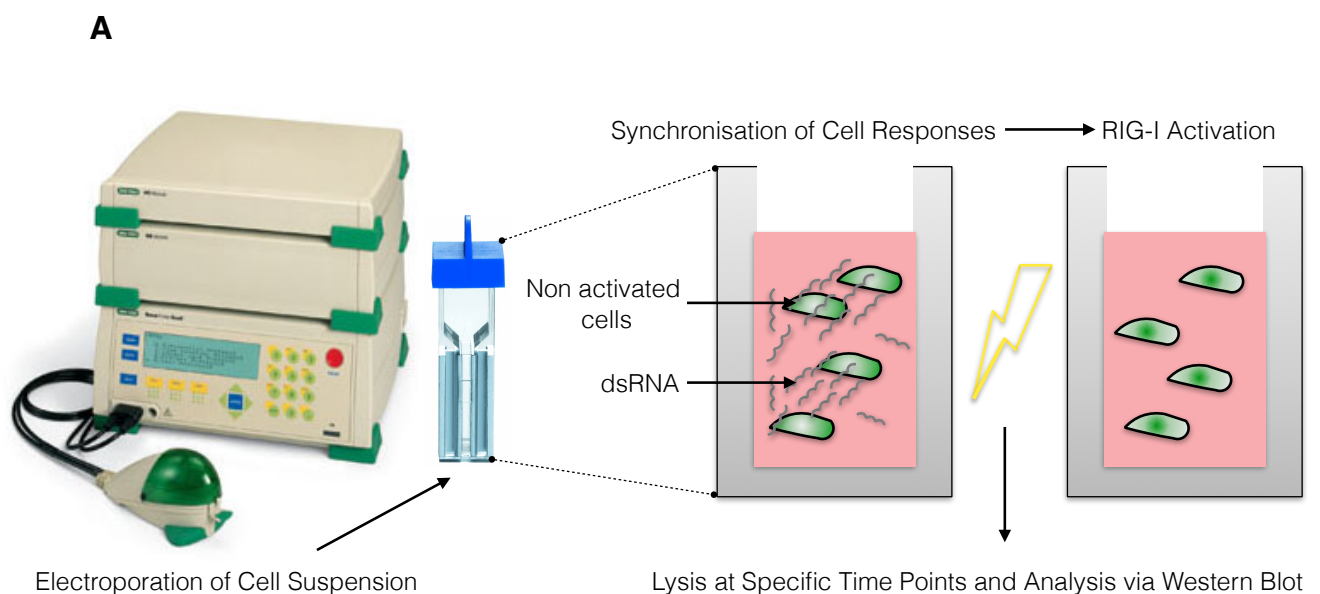 A
Synchronisation of Cell Responses
RIG-I Activation
Non activated
cells
dsRNA
Electroporation of Cell Suspension
Lysis at Specific Time Points and Analysis via Western Blot